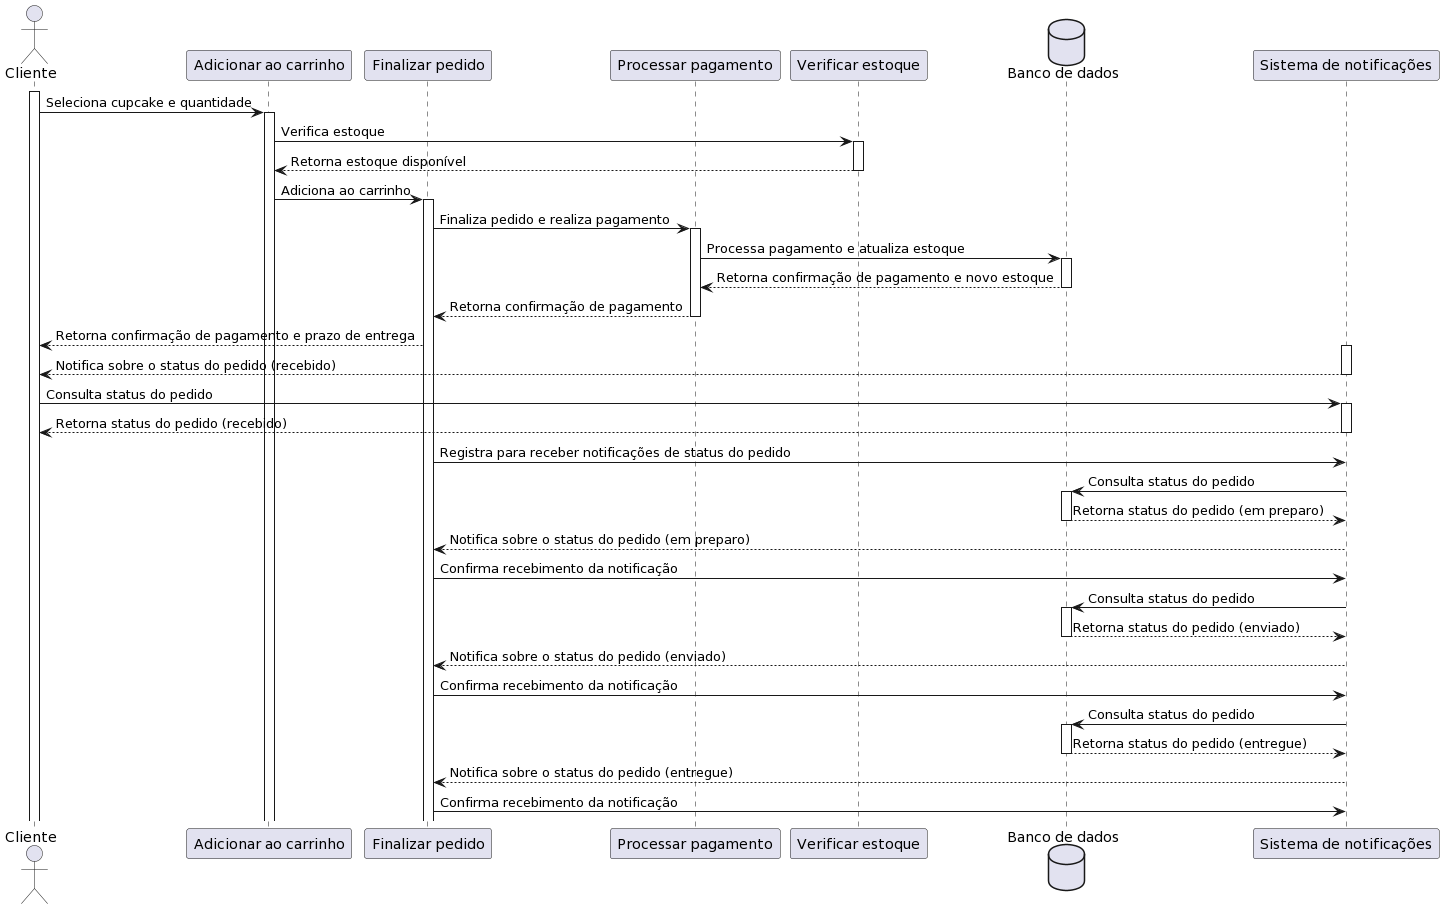 Cliente
Adicionar ao carrinho
Finalizar pedido
Processar pagamento
Verificar estoque
Banco de dados
Sistema de notificações
Seleciona cupcake e quantidade
Verifica estoque
Retorna estoque disponível
Adiciona ao carrinho
Finaliza pedido e realiza pagamento
Processa pagamento e atualiza estoque
Retorna confirmação de pagamento e novo estoque
Retorna confirmação de pagamento
Retorna confirmação de pagamento e prazo de entrega
Notifica sobre o status do pedido (recebido)
Consulta status do pedido
Retorna status do pedido (recebido)
Registra para receber notificações de status do pedido
Consulta status do pedido
Retorna status do pedido (em preparo)
Notifica sobre o status do pedido (em preparo)
Confirma recebimento da notificação
Consulta status do pedido
Retorna status do pedido (enviado)
Notifica sobre o status do pedido (enviado)
Confirma recebimento da notificação
Consulta status do pedido
Retorna status do pedido (entregue)
Notifica sobre o status do pedido (entregue)
Confirma recebimento da notificação
Cliente
Adicionar ao carrinho
Finalizar pedido
Processar pagamento
Verificar estoque
Banco de dados
Sistema de notificações